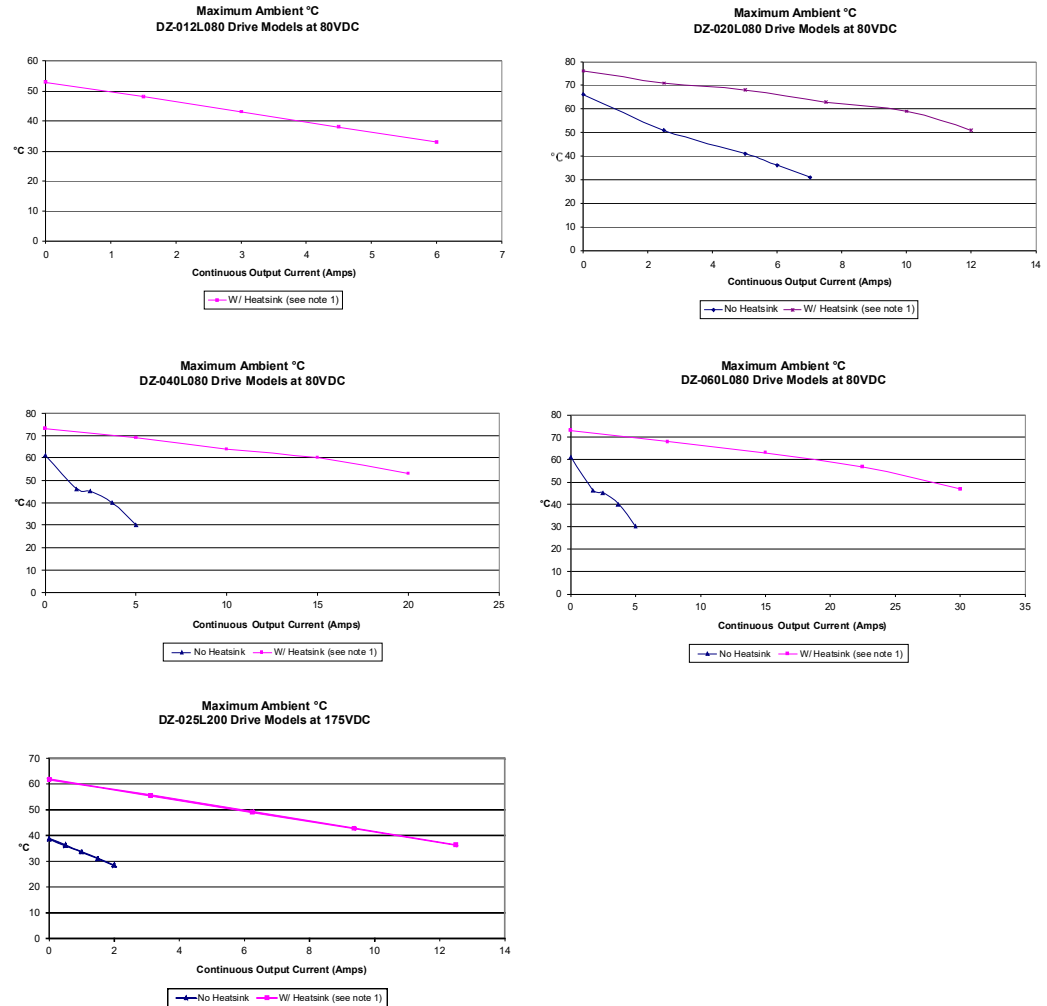 Maximum Ambient °C
DZ-012L080 Drive Models at 80VDC
60
50
40
°C 30
20
10
0
0 1 2 3 4 5 6 7
Continuous Output Current (Amps)
W/ Heatsink (see note 1)
Maximum Ambient °C
DZ-020L080 Drive Models at 80VDC
80
70
60
50
°C 40
30
20
10
0
0 2 4 6 8 10 12 14
Continuous Output Current (Amps)
No Heatsink W/ Heatsink (see note 1)
Maximum Ambient °C
DZ-040L080 Drive Models at 80VDC
80
70
60
50
°C 40
30
20
10
0
0 5 10 15 20 25
Continuous Output Current (Amps)
No Heatsink W/ Heatsink (see note 1)
Maximum Ambient °C
DZ-060L080 Drive Models at 80VDC
80
70
60
50
°C 40
30
20
10
0
0 5 10 15 20 25 30 35
Continuous Output Current (Amps)
No Heatsink W/ Heatsink (see note 1)
Maximum Ambient °C
DZ-025L200 Drive Models at 175VDC
70
60
50
40
°C
30
20
10
0
0 2 4 6 8 10 12 14
Continuous Output Current (Amps)
No Heatsink W/ Heatsink (see note 1)